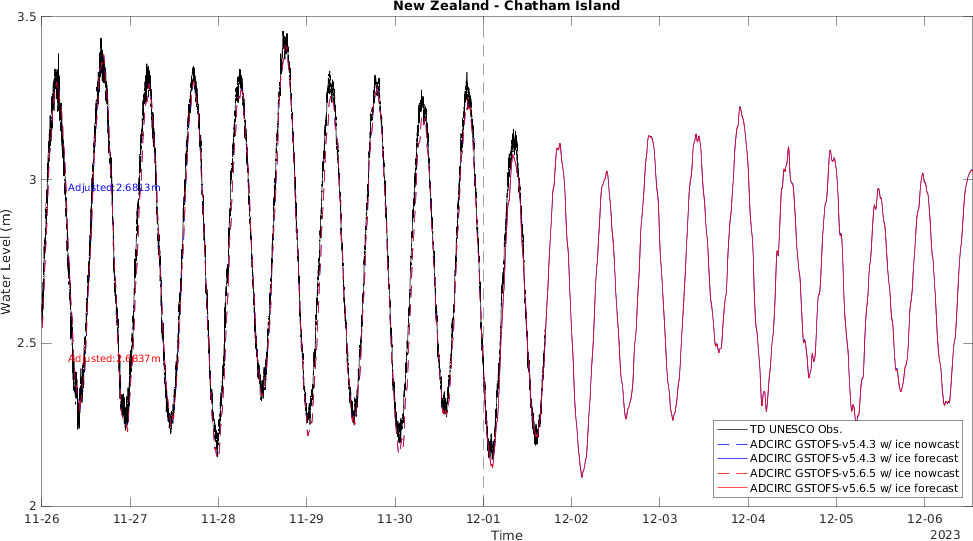 New Zealand - Chatham Island
3.5
3
2.5
2
Water Level (m)
Adjusted:2.6813m
Adjusted:2.6837m
TD UNESCO Obs.
ADCIRC GSTOFS-v5.4.3 w/ ice nowcast
ADCIRC GSTOFS-v5.4.3 w/ ice forecast
ADCIRC GSTOFS-v5.6.5 w/ ice nowcast
ADCIRC GSTOFS-v5.6.5 w/ ice forecast
11-26 11-27 11-28 11-29 11-30 12-01 12-02 12-03 12-04 12-05 12-06
Time
2023